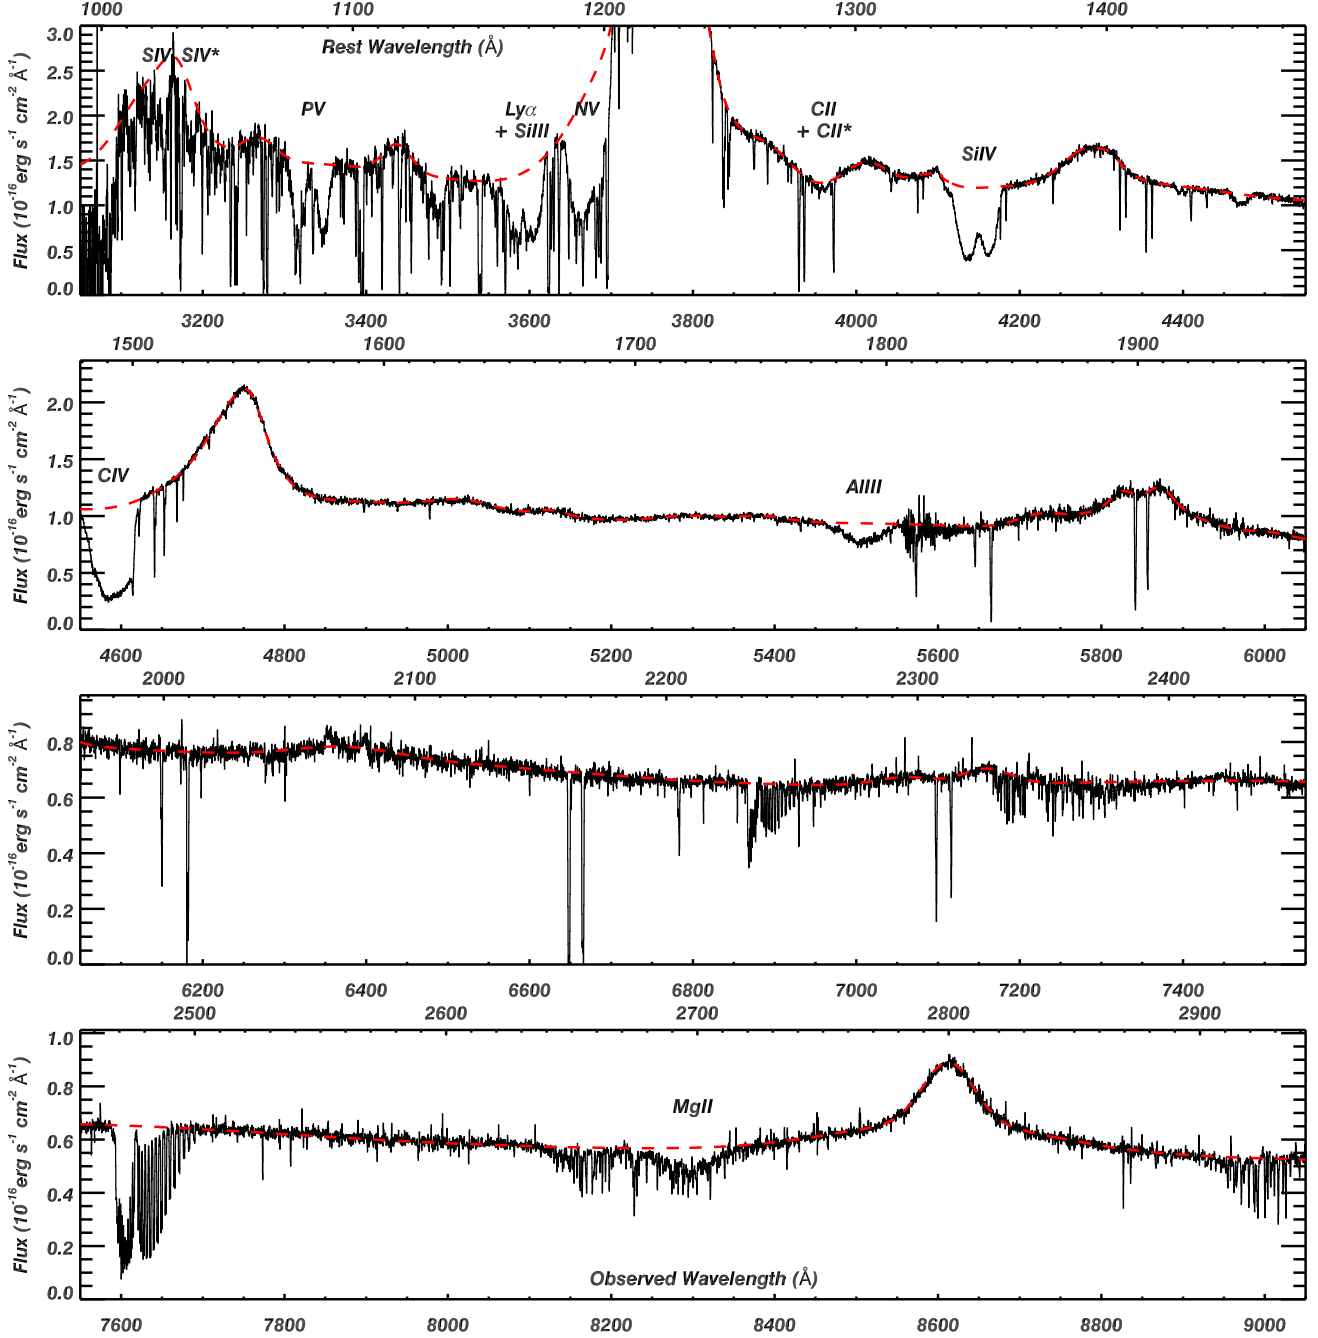 1000 1100 1200 1300 1400
Rest Wavelength (Å)
SIV SIV*
PV
Lyα
+ SiIII
NV
CII
+ CII*
SiIV
Flux (10⁻¹⁶erg s⁻¹ cm⁻² Å⁻¹)
3.0
2.5
2.0
1.5
1.0
0.5
0.0
3200 3400 3600 3800 4000 4200 4400
1500 1600 1700 1800 1900
CIV
AlIII
Flux (10⁻¹⁶erg s⁻¹ cm⁻² Å⁻¹)
2.0
1.5
1.0
0.5
0.0
4600 4800 5000 5200 5400 5600 5800 6000
2000 2100 2200 2300 2400
Flux (10⁻¹⁶erg s⁻¹ cm⁻² Å⁻¹)
0.8
0.6
0.4
0.2
0.0
6200 6400 6600 6800 7000 7200 7400
2500 2600 2700 2800 2900
MgII
Flux (10⁻¹⁶erg s⁻¹ cm⁻² Å⁻¹)
1.0
0.8
0.6
0.4
0.2
0.0
Observed Wavelength (Å)
7600 7800 8000 8200 8400 8600 8800 9000